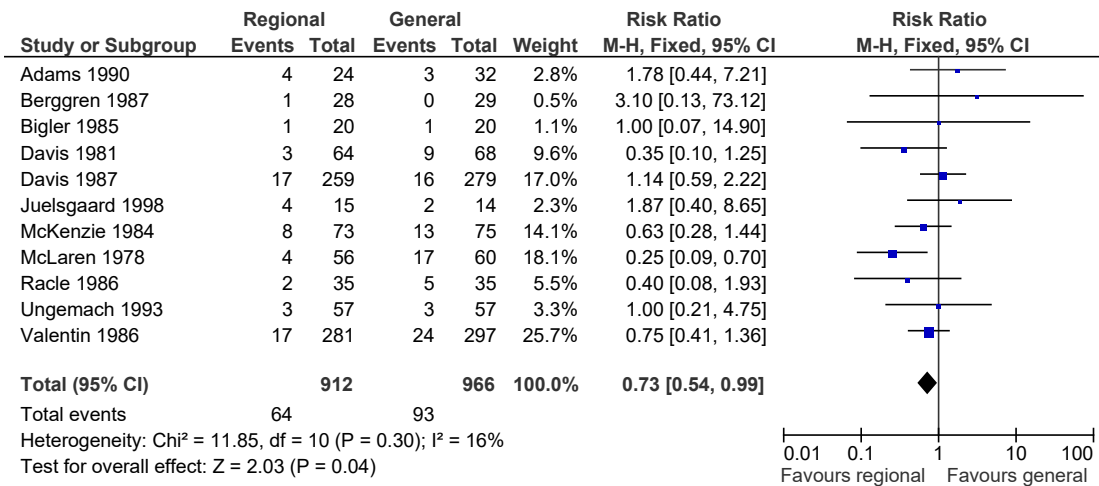 Regional General Risk Ratio Risk Ratio
Study or Subgroup Events Total Events Total Weight M-H, Fixed, 95% CI M-H, Fixed, 95% CI
Adams 1990 4 24 3 32 2.8% 1.78 [0.44, 7.21]
Berggren 1987 1 28 0 29 0.5% 3.10 [0.13, 73.12]
Bigler 1985 1 20 1 20 1.1% 1.00 [0.07, 14.90]
Davis 1981 3 64 9 68 9.6% 0.35 [0.10, 1.25]
Davis 1987 17 259 16 279 17.0% 1.14 [0.59, 2.22]
Juelsgaard 1998 4 15 2 14 2.3% 1.87 [0.40, 8.65]
McKenzie 1984 8 73 13 75 14.1% 0.63 [0.28, 1.44]
McLaren 1978 4 56 17 60 18.1% 0.25 [0.09, 0.70]
Racle 1986 2 35 5 35 5.5% 0.40 [0.08, 1.93]
Ungemach 1993 3 57 3 57 3.3% 1.00 [0.21, 4.75]
Valentin 1986 17 281 24 297 25.7% 0.75 [0.41, 1.36]
Total (95% CI) 912 966 100.0% 0.73 [0.54, 0.99]
Total events 64 93
Heterogeneity: Chi² = 11.85, df = 10 (P = 0.30); I² = 16%
Test for overall effect: Z = 2.03 (P = 0.04)
0.01 0.1 1 10 100
Favours regional Favours general